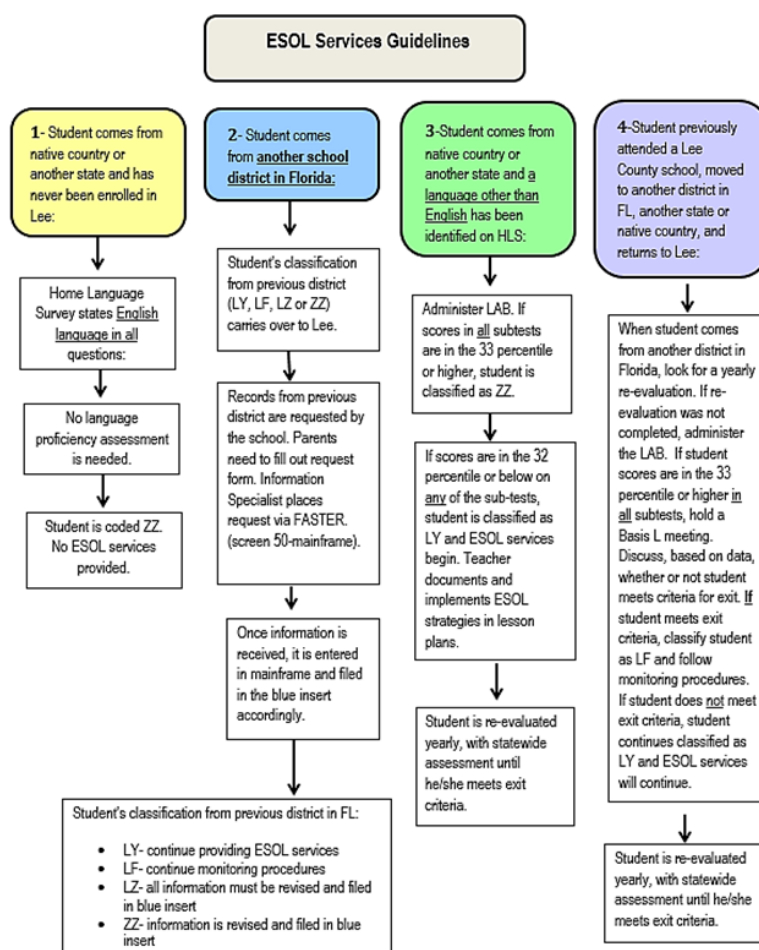 ESOL Services Guidelines
1- Student comes from
native country or
another state and has
never been enrolled in
Lee:
Home Language
Survey states English
language in all
questions:
No language
proficiency assessment
is needed.
Student is coded ZZ.
No ESOL services
provided.
2- Student comes
from another school
district in Florida:
Student's classification
from previous district
(LY, LF, LZ or ZZ)
carries over to Lee.
Records from previous
district are requested by
the school. Parents
need to fill out request
form. Information
Specialist places
request via FASTER.
(screen 50-mainframe).
Once information is
received, it is entered
in mainframe and filed
in the blue insert
accordingly.
Student's classification from previous district in FL:
• LY- continue providing ESOL services
• LF- continue monitoring procedures
• LZ- all information must be revised and filed
in blue insert
• ZZ- information is revised and filed in blue
insert
3-Student comes from
native country or
another state and a
language other than
English has been
identified on HLS:
Administer LAB. If
scores in all subtests
are in the 33 percentile
or higher, student is
classified as ZZ.
If scores are in the 32
percentile or below on
any of the sub-tests,
student is classified as
LY and ESOL services
begin. Teacher
documents and
implements ESOL
strategies in lesson
plans.
Student is re-evaluated
yearly, with statewide
assessment until
he/she meets exit
criteria.
4-Student previously
attended a Lee
County school, moved
to another district in
FL, another state or
native country, and
returns to Lee:
When student comes
from another district in
Florida, look for a yearly
re-evaluation. If re-
evaluation was not
completed, administer
the LAB. If student
scores are in the 33
percentile or higher in
all subtests, hold a
Basis L meeting.
Discuss, based on data,
whether or not student
meets criteria for exit. If
student meets exit
criteria, classify student
as LF and follow
monitoring procedures.
If student does not meet
exit criteria, student
continues classified as
LY and ESOL services
will continue.
Student is re-evaluated
yearly, with statewide
assessment until he/she
meets exit criteria.